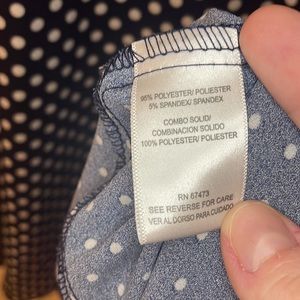 95% POLYESTER/ POLIESTER
5% SPANDEX/ SPANDEX
COMBO SOLID/
COMBINACION SOLIDO
100% POLYESTER/ POLIESTER
RN 67473
SEE REVERSE FOR CARE
VER AL DORSO PARA CUIDADO